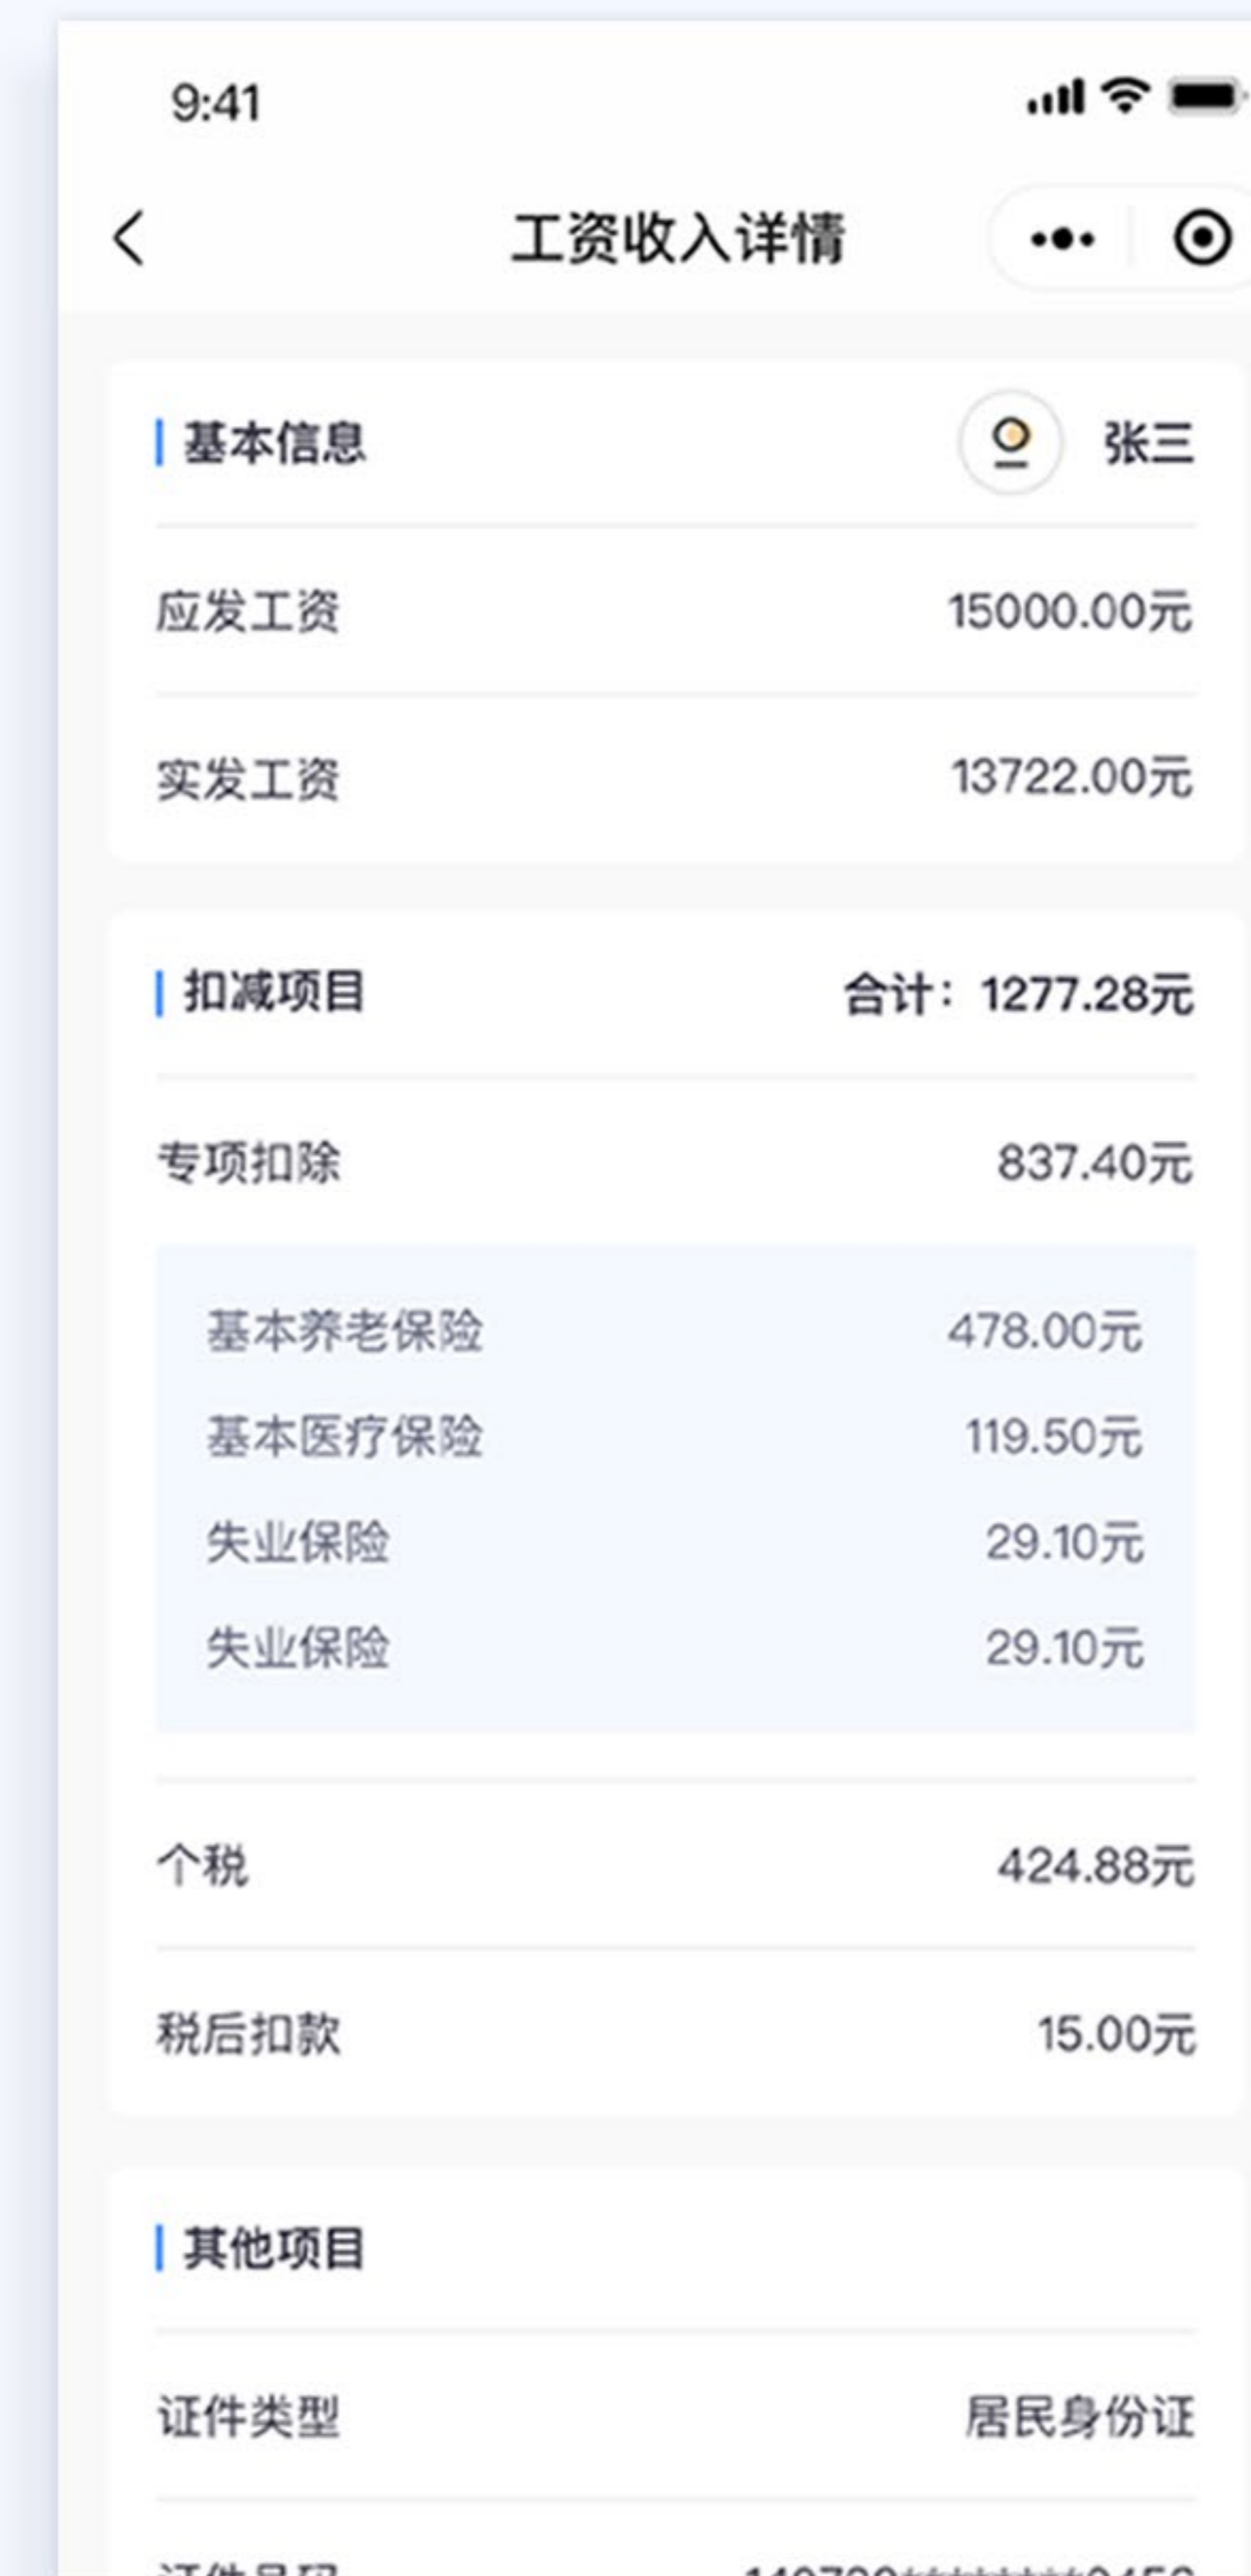 9:41
工资收入详情
基本信息 张三
应发工资 15000.00元
实发工资 13722.00元
扣减项目 合计：1277.28元
专项扣除 837.40元
基本养老保险 478.00元
基本医疗保险 119.50元
失业保险 29.10元
失业保险 29.10元
个税 424.88元
税后扣款 15.00元
其他项目
证件类型 居民身份证